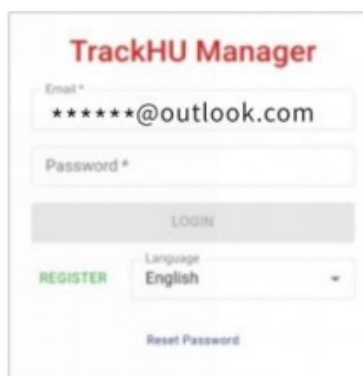 TrackHU Manager
Email *
******@outlook.com
Password *
LOGIN
Language
REGISTER English
Reset Password